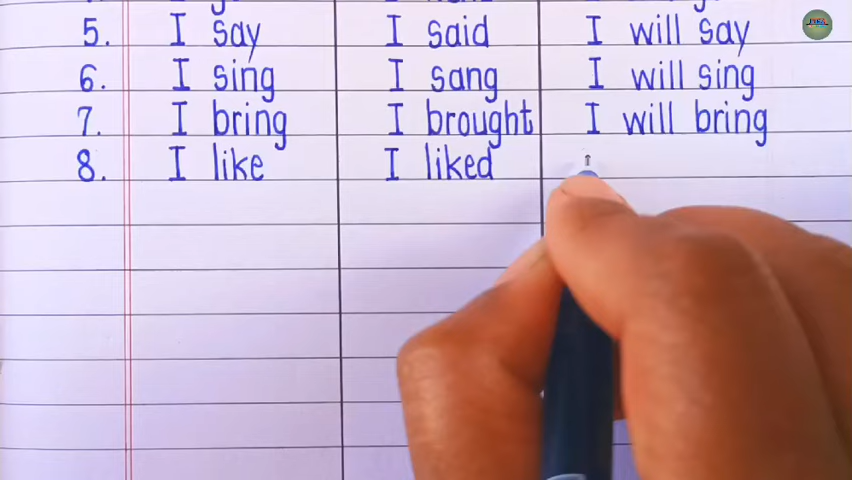 5. I say I said I will say
6. I sing I sang I will sing
7. I bring I brought I will bring
8. I like I liked I